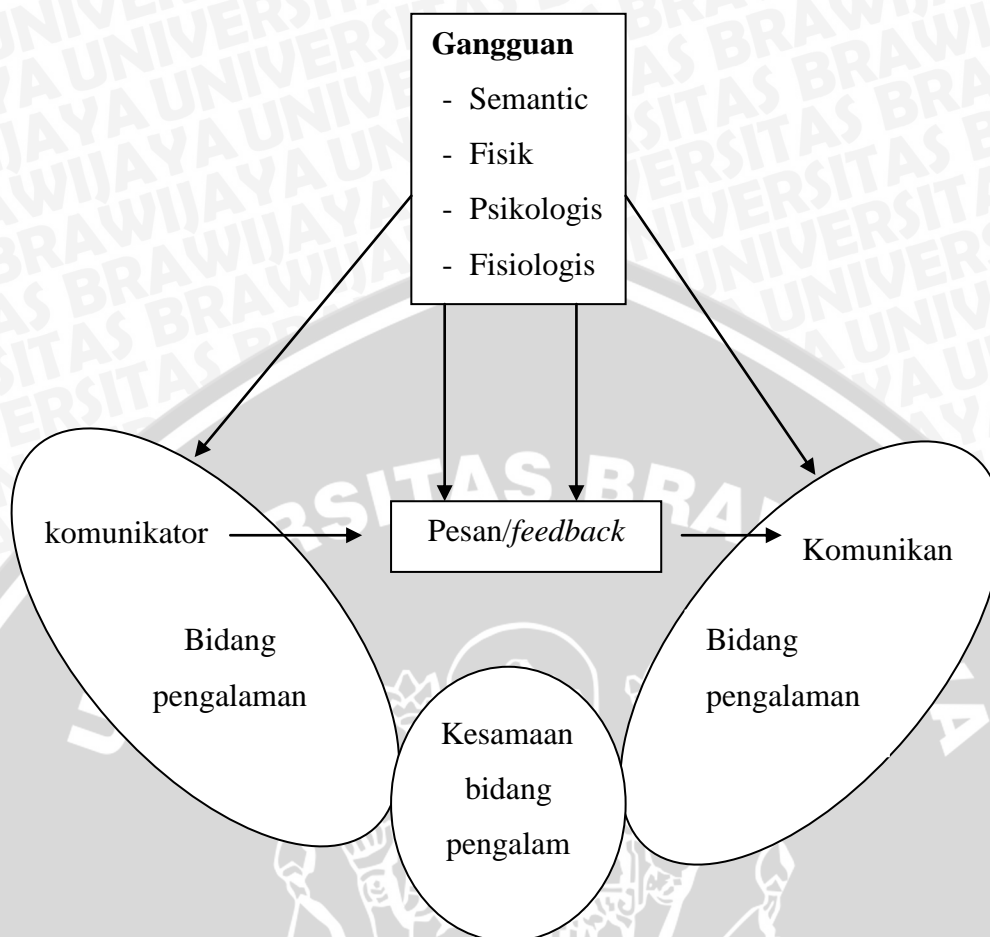 Gangguan
- Semantic
- Fisik
- Psikologis
- Fisiologis
komunikator
Pesan/feedback
Komunikan
Bidang
pengalaman
Bidang
pengalaman
Kesamaan
bidang
pengalam